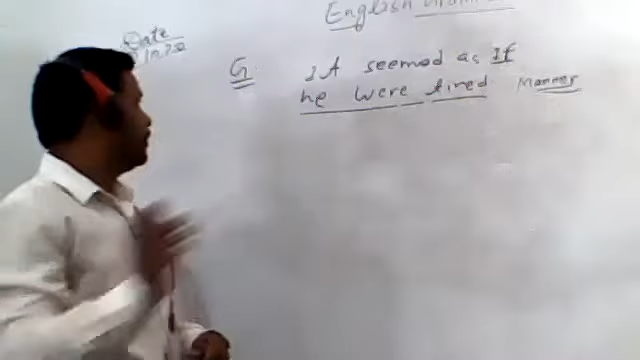 English
Date
G
It seemed as If
he were tired Manner